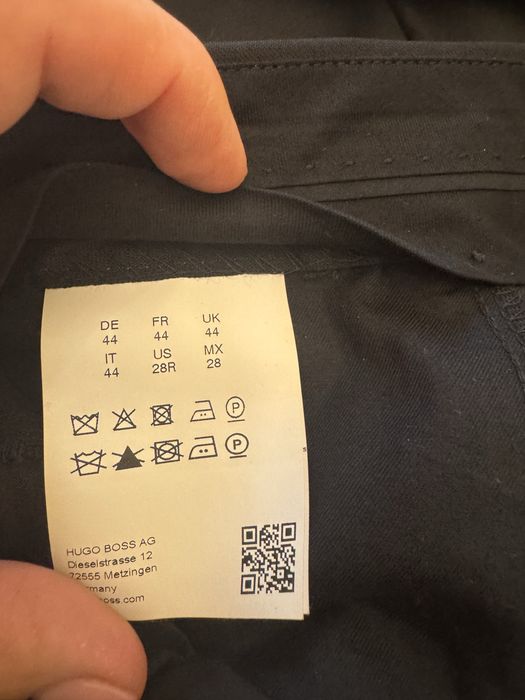 DE FR UK
44 44 44
IT US MX
44 28R 28
P
P
HUGO BOSS AG
Dieselstrasse 12
72555 Metzingen